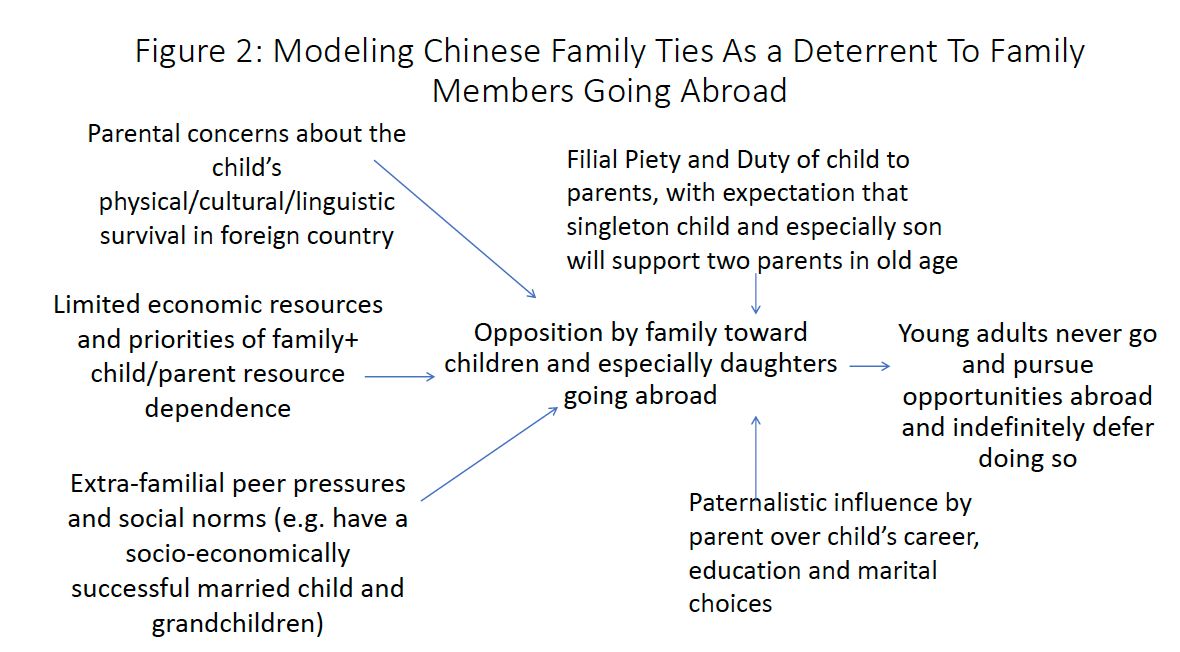 Figure 2: Modeling Chinese Family Ties As a Deterrent To Family
Members Going Abroad
Parental concerns about the
child’s
physical/cultural/linguistic
survival in foreign country
Filial Piety and Duty of child to
parents, with expectation that
singleton child and especially son
will support two parents in old age
Limited economic resources
and priorities of family+
child/parent resource
dependence
Opposition by family toward
children and especially daughters
going abroad
Young adults never go
and pursue
opportunities abroad
and indefinitely defer
doing so
Extra-familial peer pressures
and social norms (e.g. have a
socio-economically
successful married child and
grandchildren)
Paternalistic influence by
parent over child’s career,
education and marital
choices